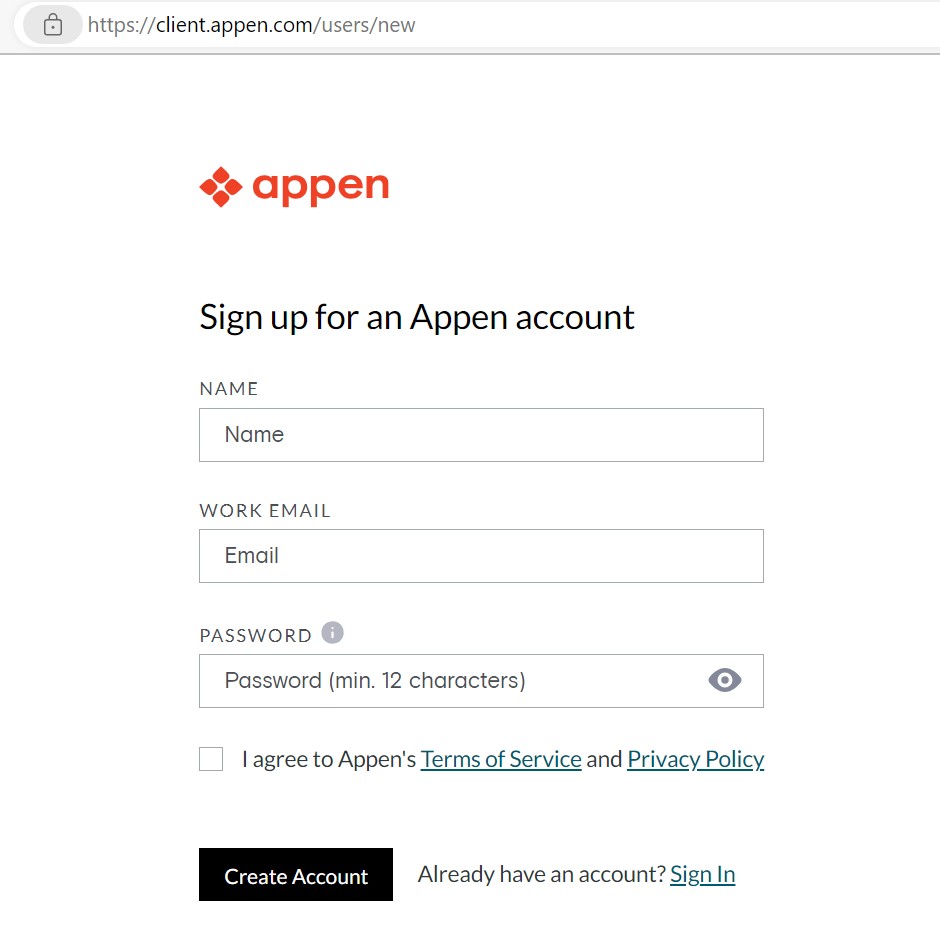 https://client.appen.com/users/new
appen
Sign up for an Appen account
NAME
Name
WORK EMAIL
Email
PASSWORD i
Password (min. 12 characters)
I agree to Appen's Terms of Service and Privacy Policy
Create Account Already have an account? Sign In